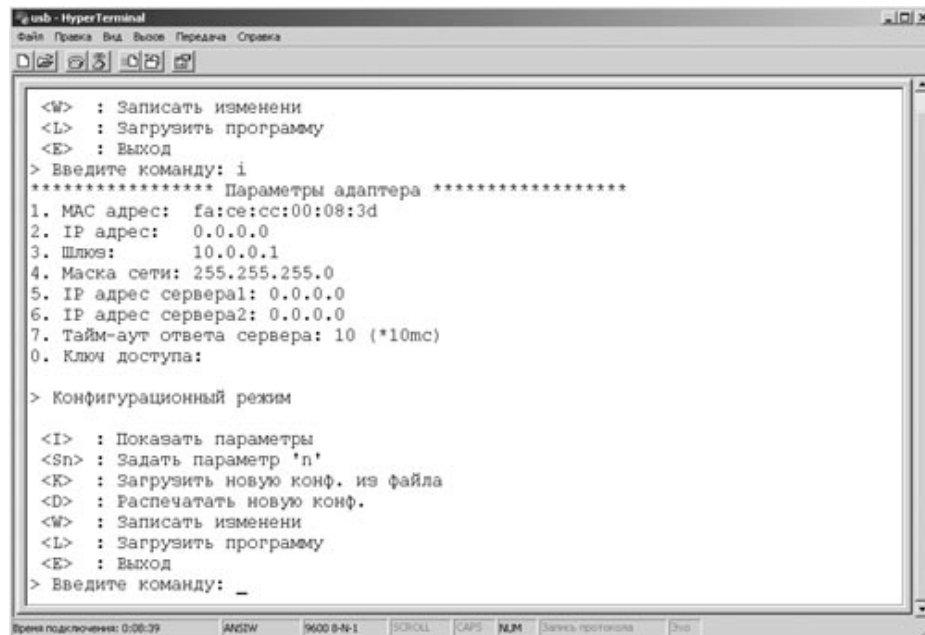 usb - HyperTerminal
Файл Правка Вид Вызов Передача Справка
<W> : Записать изменени
<L> : Загрузить программу
<E> : Выход
> Введите команду: i
***************** Параметры адаптера ******************
1. MAC адрес: fa:ce:cc:00:08:3d
2. IP адрес: 0.0.0.0
3. Шлюз: 10.0.0.1
4. Маска сети: 255.255.255.0
5. IP адрес сервера1: 0.0.0.0
6. IP адрес сервера2: 0.0.0.0
7. Тайм-аут ответа сервера: 10 (*10mc)
0. Ключ доступа:
> Конфигурационный режим
<I> : Показать параметры
<Sn> : Задать параметр 'n'
<K> : Загрузить новую конф. из файла
<D> : Распечатать новую конф.
<W> : Записать изменени
<L> : Загрузить программу
<E> : Выход
> Введите команду: _
Время подключения: 0:08:39 ANSIW 9600 8-N-1 SCROLL CAPS NUM Запись протокола Эхо